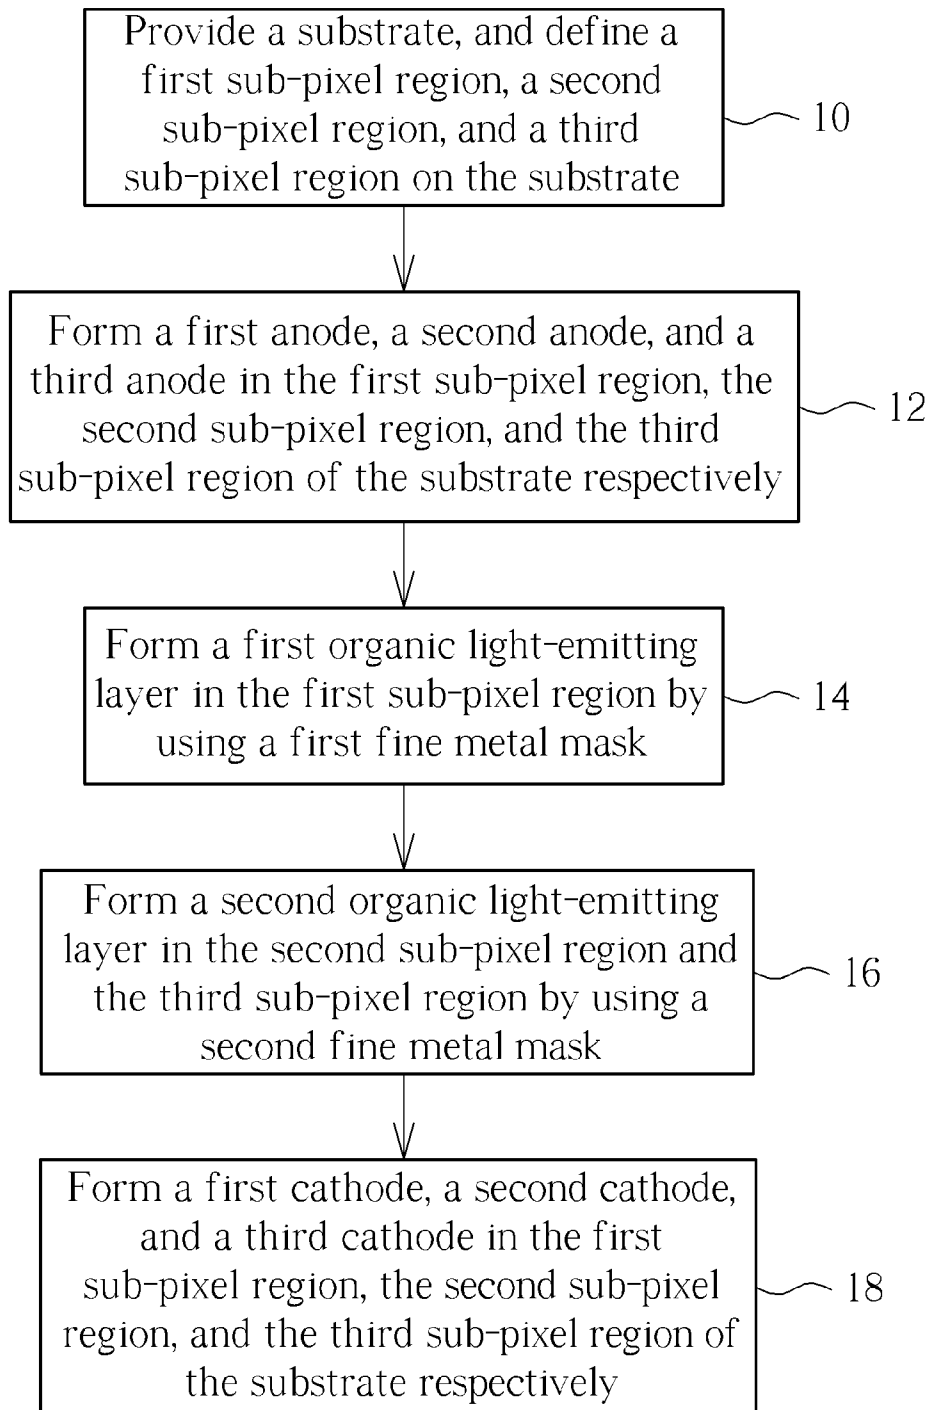 Provide a substrate, and define a
first sub-pixel region, a second
sub-pixel region, and a third
sub-pixel region on the substrate
10
Form a first anode, a second anode, and a
third anode in the first sub-pixel region, the
second sub-pixel region, and the third
sub-pixel region of the substrate respectively
12
Form a first organic light-emitting
layer in the first sub-pixel region by
using a first fine metal mask
14
Form a second organic light-emitting
layer in the second sub-pixel region and
the third sub-pixel region by using a
second fine metal mask
16
Form a first cathode, a second cathode,
and a third cathode in the first
sub-pixel region, the second sub-pixel
region, and the third sub-pixel region of
the substrate respectively
18